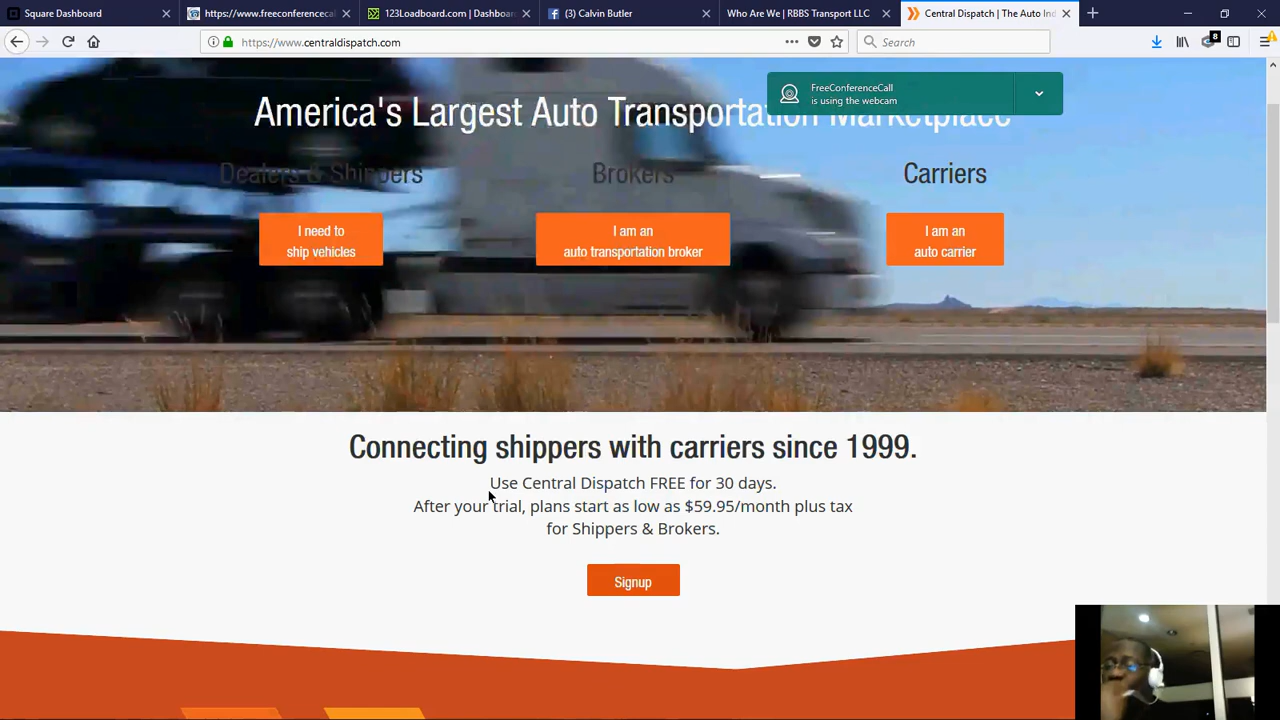 Square Dashboard
https://www.freeconferencecal
123Loadboard.com | Dashboar
(3) Calvin Butler
Who Are We | RBBS Transport LLC
Central Dispatch | The Auto Ind
https://www.centraldispatch.com
Search
8
FreeConferenceCall
is using the webcam
America's Largest Auto Transportation Marketplace
Dealers & Shippers
Brokers
Carriers
I need to
ship vehicles
I am an
auto transportation broker
I am an
auto carrier
Connecting shippers with carriers since 1999.
Use Central Dispatch FREE for 30 days.
After your trial, plans start as low as $59.95/month plus tax
for Shippers & Brokers.
Signup